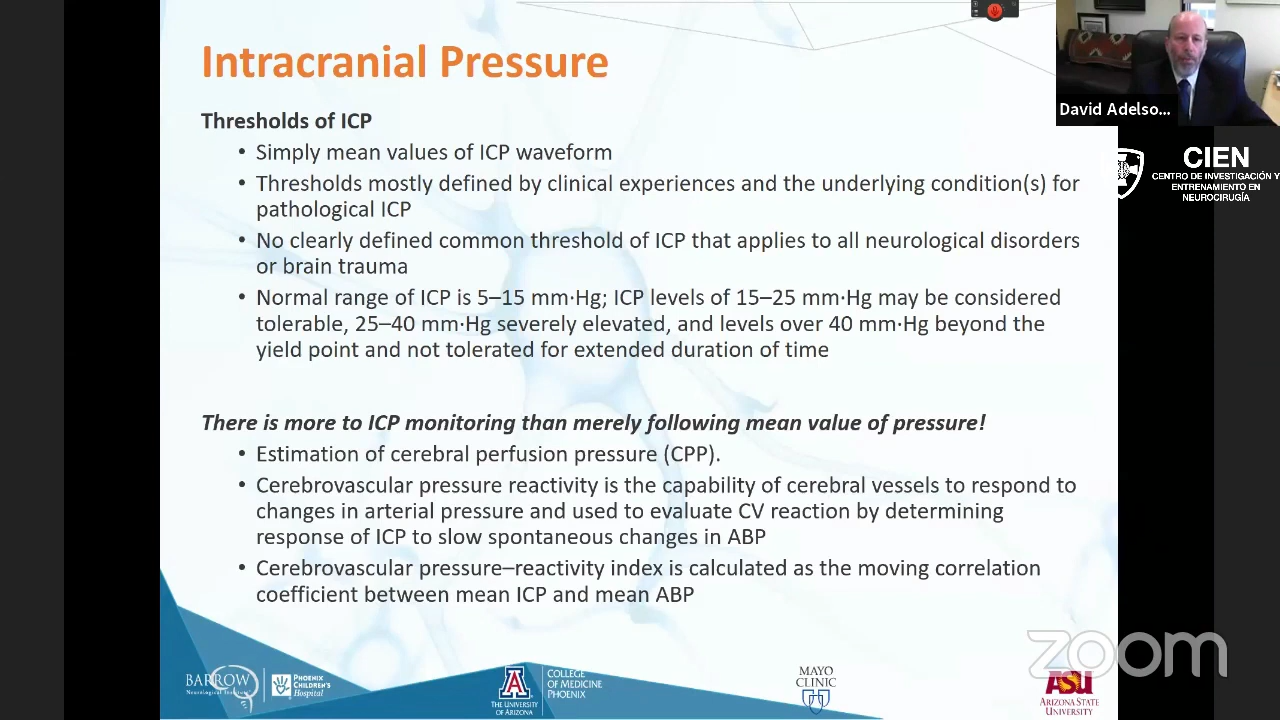 Intracranial Pressure
Thresholds of ICP
• Simply mean values of ICP waveform
• Thresholds mostly defined by clinical experiences and the underlying condition(s) for
pathological ICP
• No clearly defined common threshold of ICP that applies to all neurological disorders
or brain trauma
• Normal range of ICP is 5–15 mm·Hg; ICP levels of 15–25 mm·Hg may be considered
tolerable, 25–40 mm·Hg severely elevated, and levels over 40 mm·Hg beyond the
yield point and not tolerated for extended duration of time
There is more to ICP monitoring than merely following mean value of pressure!
• Estimation of cerebral perfusion pressure (CPP).
• Cerebrovascular pressure reactivity is the capability of cerebral vessels to respond to
changes in arterial pressure and used to evaluate CV reaction by determining
response of ICP to slow spontaneous changes in ABP
• Cerebrovascular pressure–reactivity index is calculated as the moving correlation
coefficient between mean ICP and mean ABP
David Adelso...
CIEN
CENTRO DE INVESTIGACIÓN Y
ENTRENAMIENTO EN
NEUROCIRUGÍA
BARROW
Neurological Institute
PHOENIX
CHILDREN'S
Hospital
A
THE UNIVERSITY
OF ARIZONA
COLLEGE
OF MEDICINE
PHOENIX
MAYO
CLINIC
zoom
ASU
ARIZONA STATE
UNIVERSITY